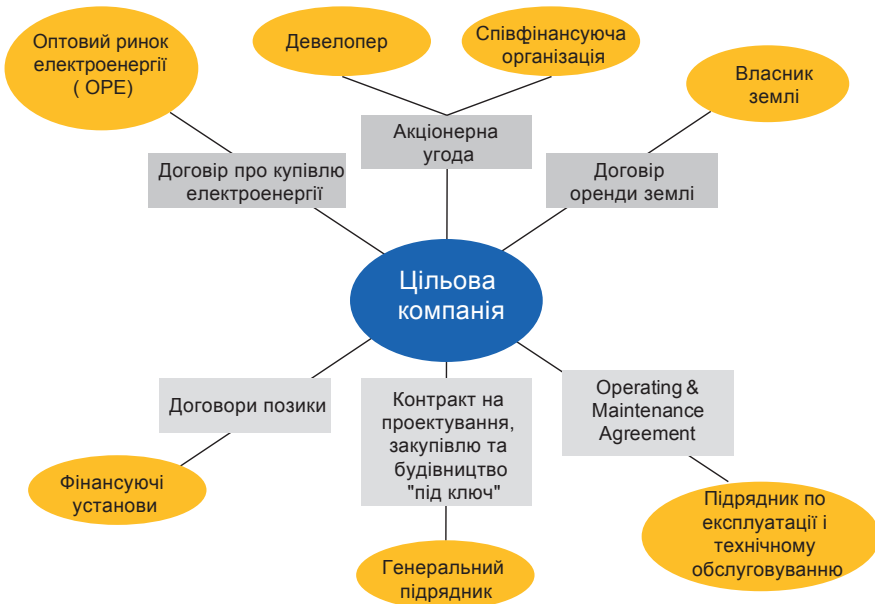 Оптовий ринок
електроенергії
( ОРЕ)
Девелопер
Співфінансуюча
організація
Власник
землі
Акціонерна
угода
Договір про купівлю
електроенергії
Договір
оренди землі
Цільова
компанія
Договори позики
Контракт на
проектування,
закупівлю та
будівництво
"під ключ"
Operating &
Maintenance
Agreement
Фінансуючі
установи
Генеральний
підрядник
Підрядник по
експлуатації і
технічному
обслуговуванню